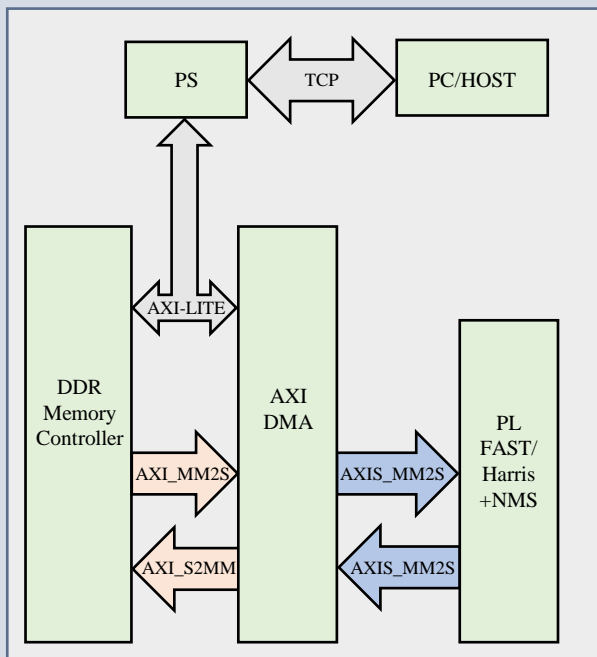 PS
TCP
PC/HOST
AXI-LITE
DDR
Memory
Controller
AXI
DMA
PL
FAST/
Harris
+NMS
AXI_MM2S
AXIS_MM2S
AXI_S2MM
AXIS_MM2S